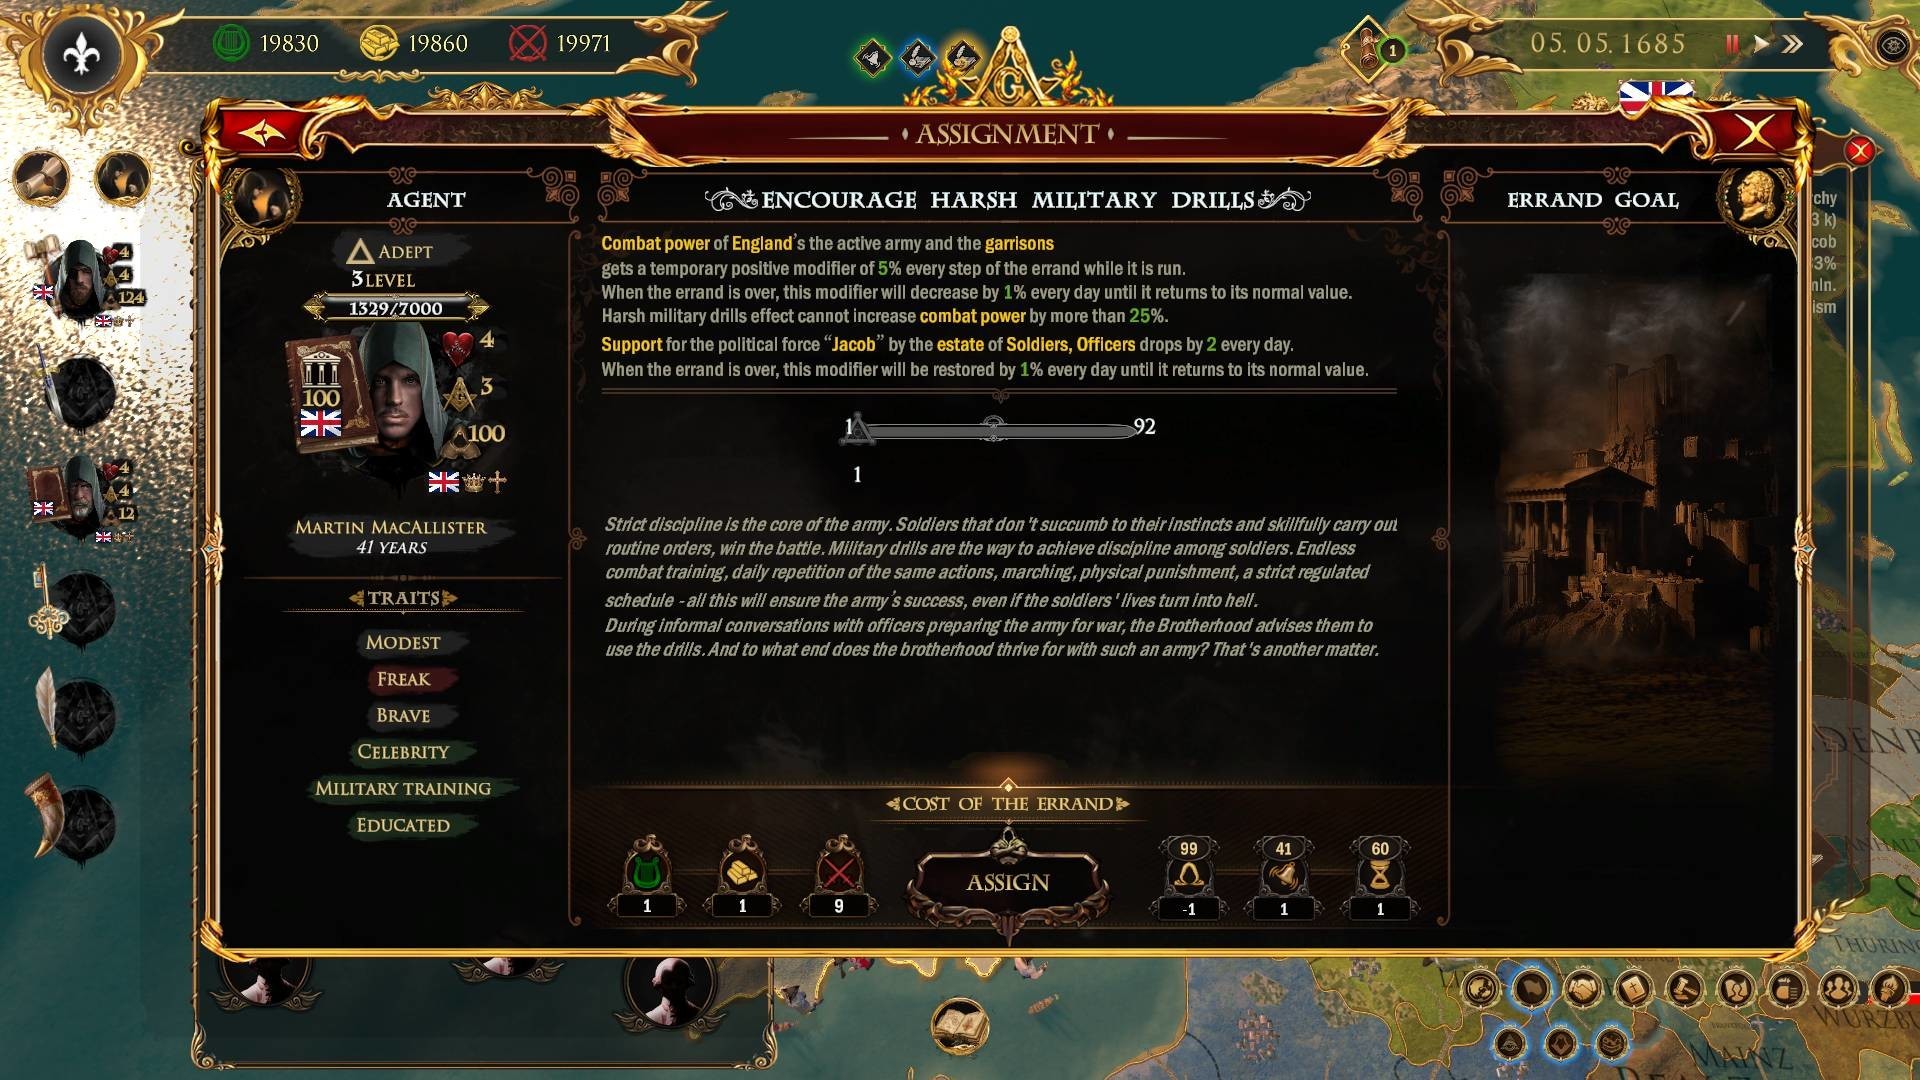 19830
19860
19971
1
05. 05. 1685
ASSIGNMENT
AGENT
ENCOURAGE HARSH MILITARY DRILLS
ERRAND GOAL
ADEPT
3 LEVEL
1329/7000
100
4
3
100
MARTIN MACALLISTER
41 YEARS
TRAITS
MODEST
FREAK
BRAVE
CELEBRITY
MILITARY TRAINING
EDUCATED
Combat power of England's the active army and the garrisons
gets a temporary positive modifier of 5% every step of the errand while it is run.
When the errand is over, this modifier will decrease by 1% every day until it returns to its normal value.
Harsh military drills effect cannot increase combat power by more than 25%.
Support for the political force "Jacob" by the estate of Soldiers, Officers drops by 2 every day.
When the errand is over, this modifier will be restored by 1% every day until it returns to its normal value.
1
92
1
Strict discipline is the core of the army. Soldiers that don't succumb to their instincts and skillfully carry out
routine orders, win the battle. Military drills are the way to achieve discipline among soldiers. Endless
combat training, daily repetition of the same actions, marching, physical punishment, a strict regulated
schedule - all this will ensure the army's success, even if the soldiers' lives turn into hell.
During informal conversations with officers preparing the army for war, the Brotherhood advises them to
use the drills. And to what end does the brotherhood thrive for with such an army? That's another matter.
COST OF THE ERRAND
1
1
9
ASSIGN
99
41
60
-1
1
1
4
4
124
4
4
12
MAINZ